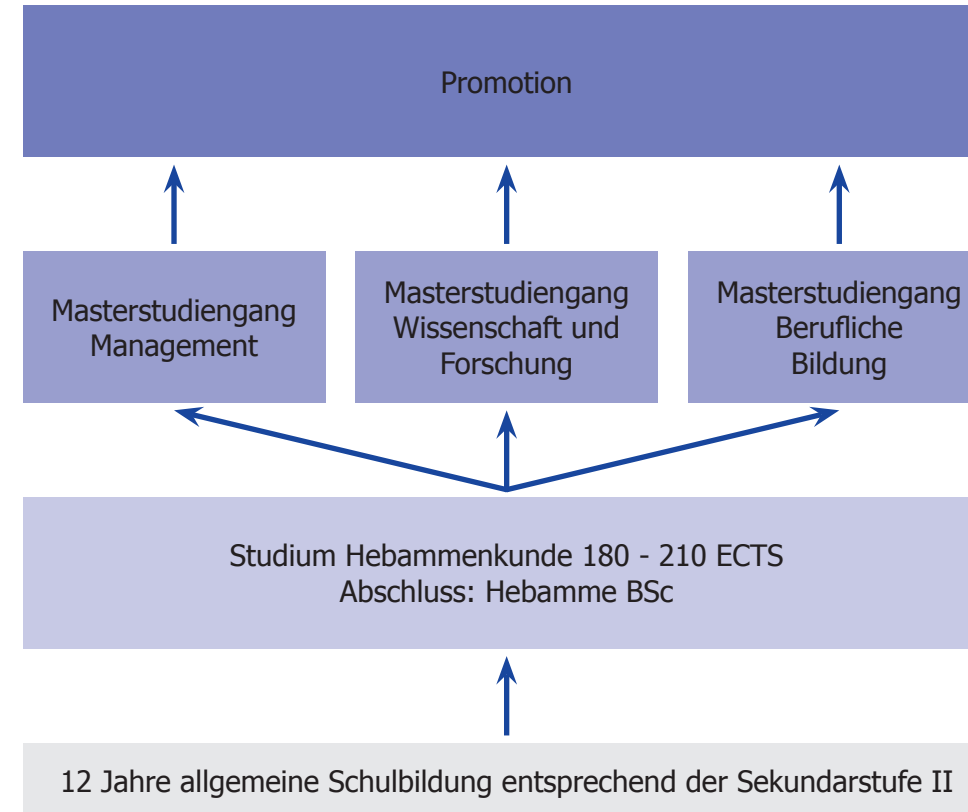 Promotion
Masterstudiengang
Management
Masterstudiengang
Wissenschaft und
Forschung
Masterstudiengang
Berufliche
Bildung
Studium Hebammenkunde 180 - 210 ECTS
Abschluss: Hebamme BSc
12 Jahre allgemeine Schulbildung entsprechend der Sekundarstufe II